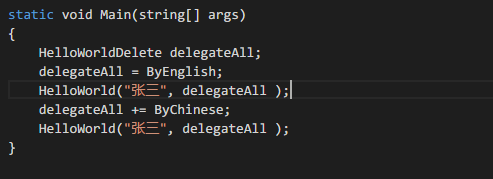 static void Main(string[] args)
{
HelloWorldDelete delegateAll;
delegateAll = ByEnglish;
HelloWorld("张三", delegateAll );
delegateAll += ByChinese;
HelloWorld("张三", delegateAll );
}